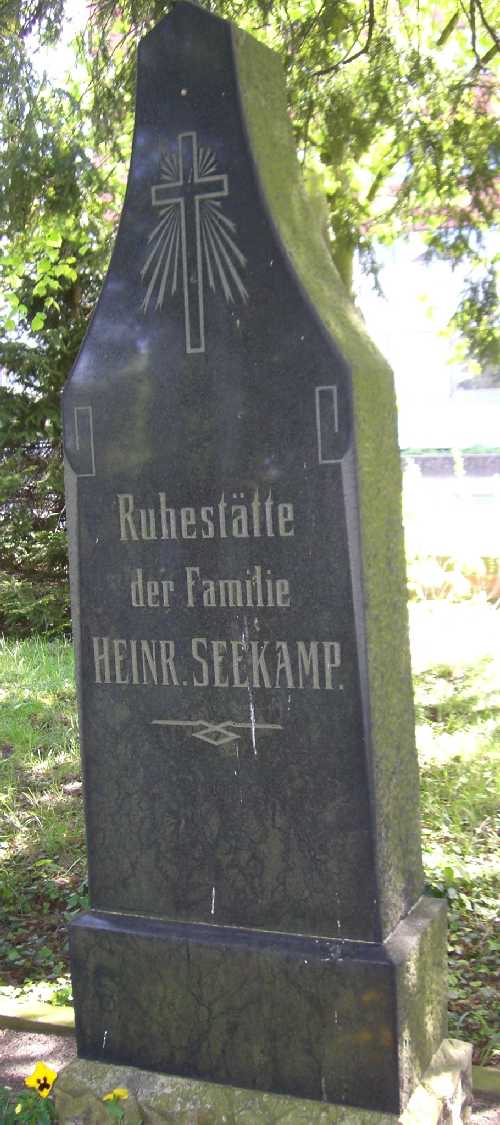 Ruhestätte
der Familie
HEINR. SEEKAMP.